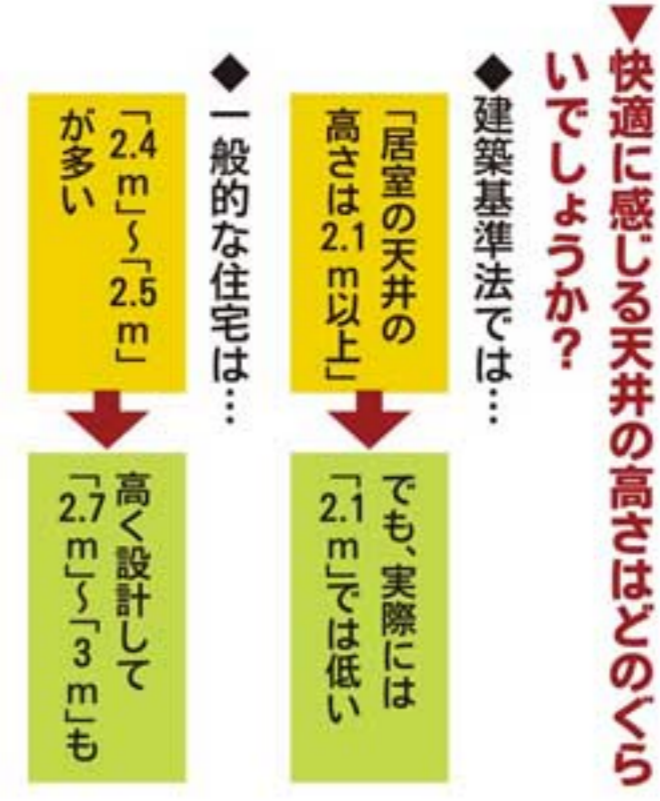 ▼快適に感じる天井の高さはどのぐら
いでしょうか？
◆建築基準法では…
「居室の天井の
高さは2.1m以上」
でも、実際には
「2.1m」では低い
◆一般的な住宅は…
「2.4m」〜「2.5m」
が多い
高く設計して
「2.7m」〜「3m」も